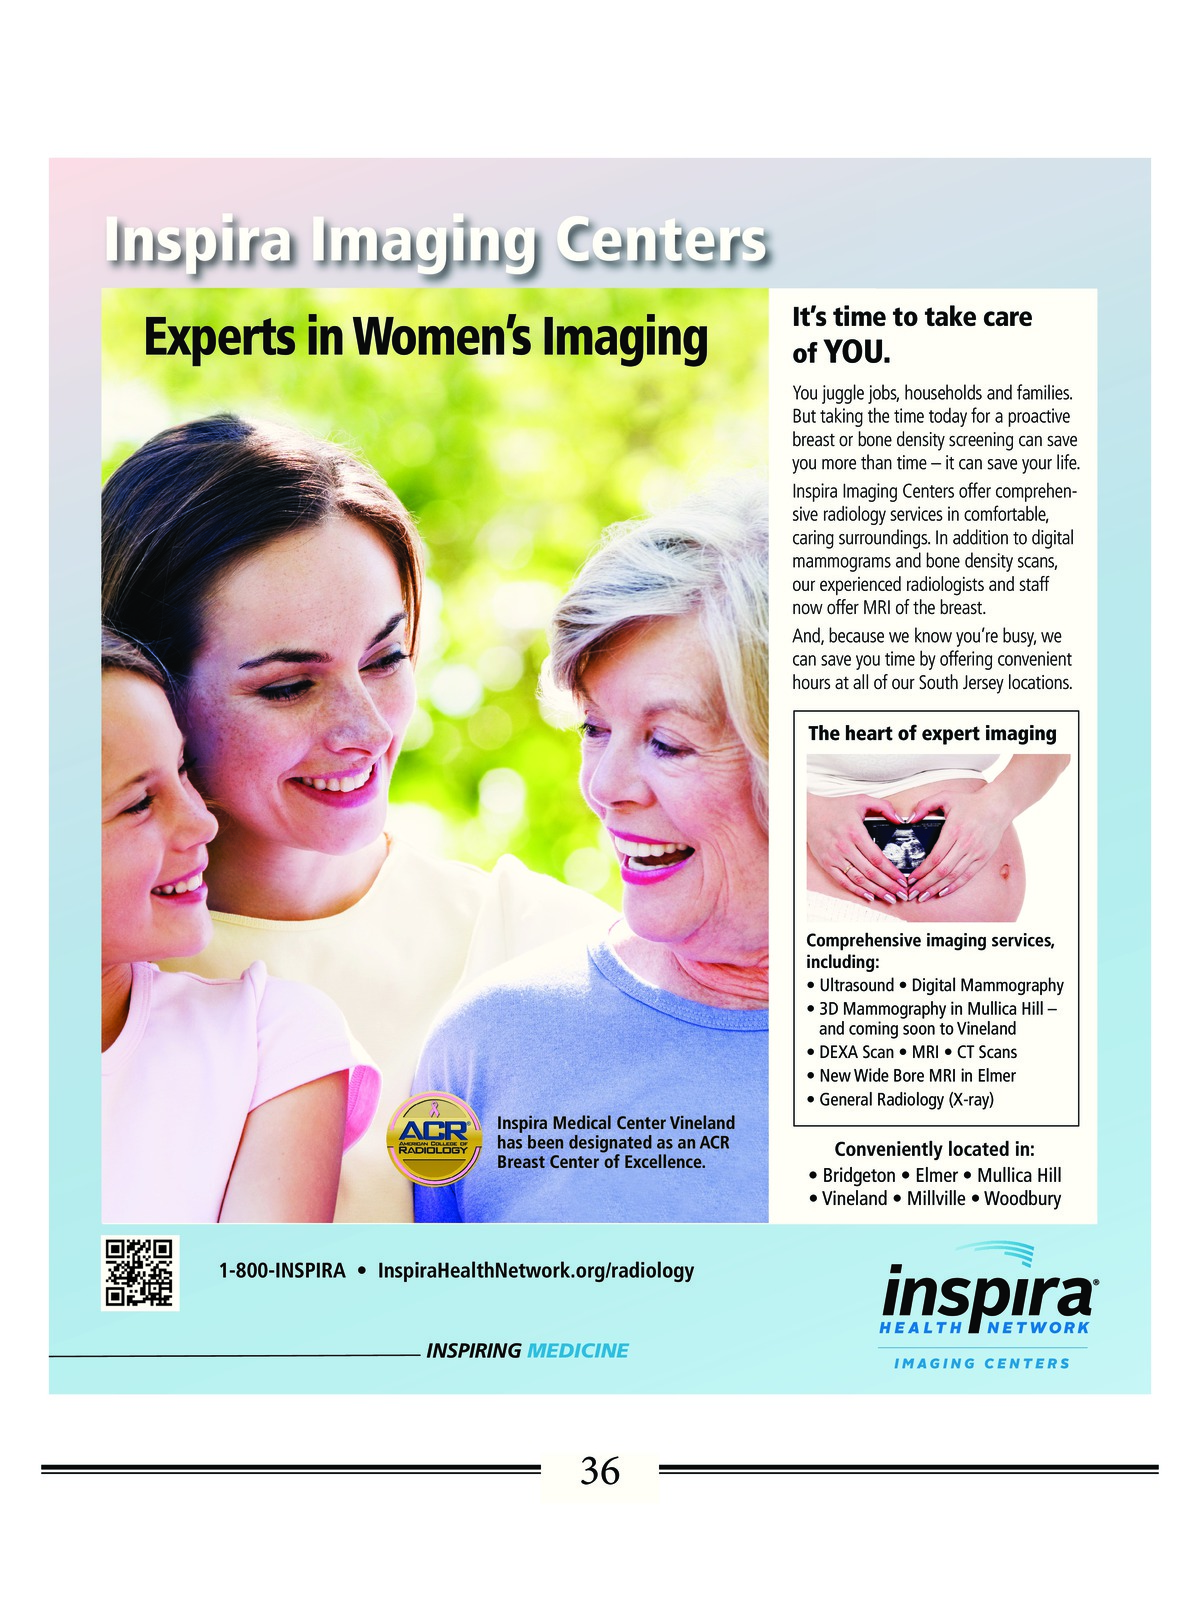 Inspira Imaging Centers
Experts in Women's Imaging
It's time to take care
of YOU.
You juggle jobs, households and families.
But taking the time today for a proactive
breast or bone density screening can save
you more than time – it can save your life.
Inspira Imaging Centers offer comprehen-
sive radiology services in comfortable,
caring surroundings. In addition to digital
mammograms and bone density scans,
our experienced radiologists and staff
now offer MRI of the breast.
And, because we know you're busy, we
can save you time by offering convenient
hours at all of our South Jersey locations.
The heart of expert imaging
Comprehensive imaging services,
including:
• Ultrasound • Digital Mammography
• 3D Mammography in Mullica Hill –
and coming soon to Vineland
• DEXA Scan • MRI • CT Scans
• New Wide Bore MRI in Elmer
• General Radiology (X-ray)
ACR®
AMERICAN COLLEGE OF
RADIOLOGY
Inspira Medical Center Vineland
has been designated as an ACR
Breast Center of Excellence.
Conveniently located in:
• Bridgeton • Elmer • Mullica Hill
• Vineland • Millville • Woodbury
1-800-INSPIRA • InspiraHealthNetwork.org/radiology
inspira®
HEALTH NETWORK
IMAGING CENTERS
INSPIRING MEDICINE
36